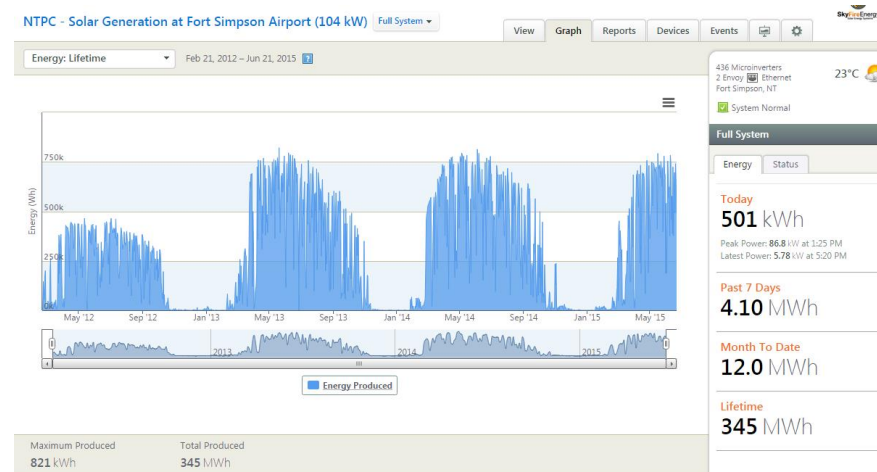 NTPC - Solar Generation at Fort Simpson Airport (104 kW) Full System
SkyFireEnergy
View Graph Reports Devices Events
Energy: Lifetime Feb 21, 2012 – Jun 21, 2015 ?
436 Microinverters
2 Envoy Ethernet
Fort Simpson, NT
23°C
System Normal
Full System
Energy Status
Today
501 kWh
Peak Power: 86.8 kW at 1:25 PM
Latest Power: 5.78 kW at 5:20 PM
Past 7 Days
4.10 MWh
Month To Date
12.0 MWh
Lifetime
345 MWh
Energy (Wh)
750k
500k
250k
0k
May '12 Sep '12 Jan '13 May '13 Sep '13 Jan '14 May '14 Sep '14 Jan '15 May '15
2013 2014 2015
Energy Produced
Maximum Produced Total Produced
821 kWh 345 MWh